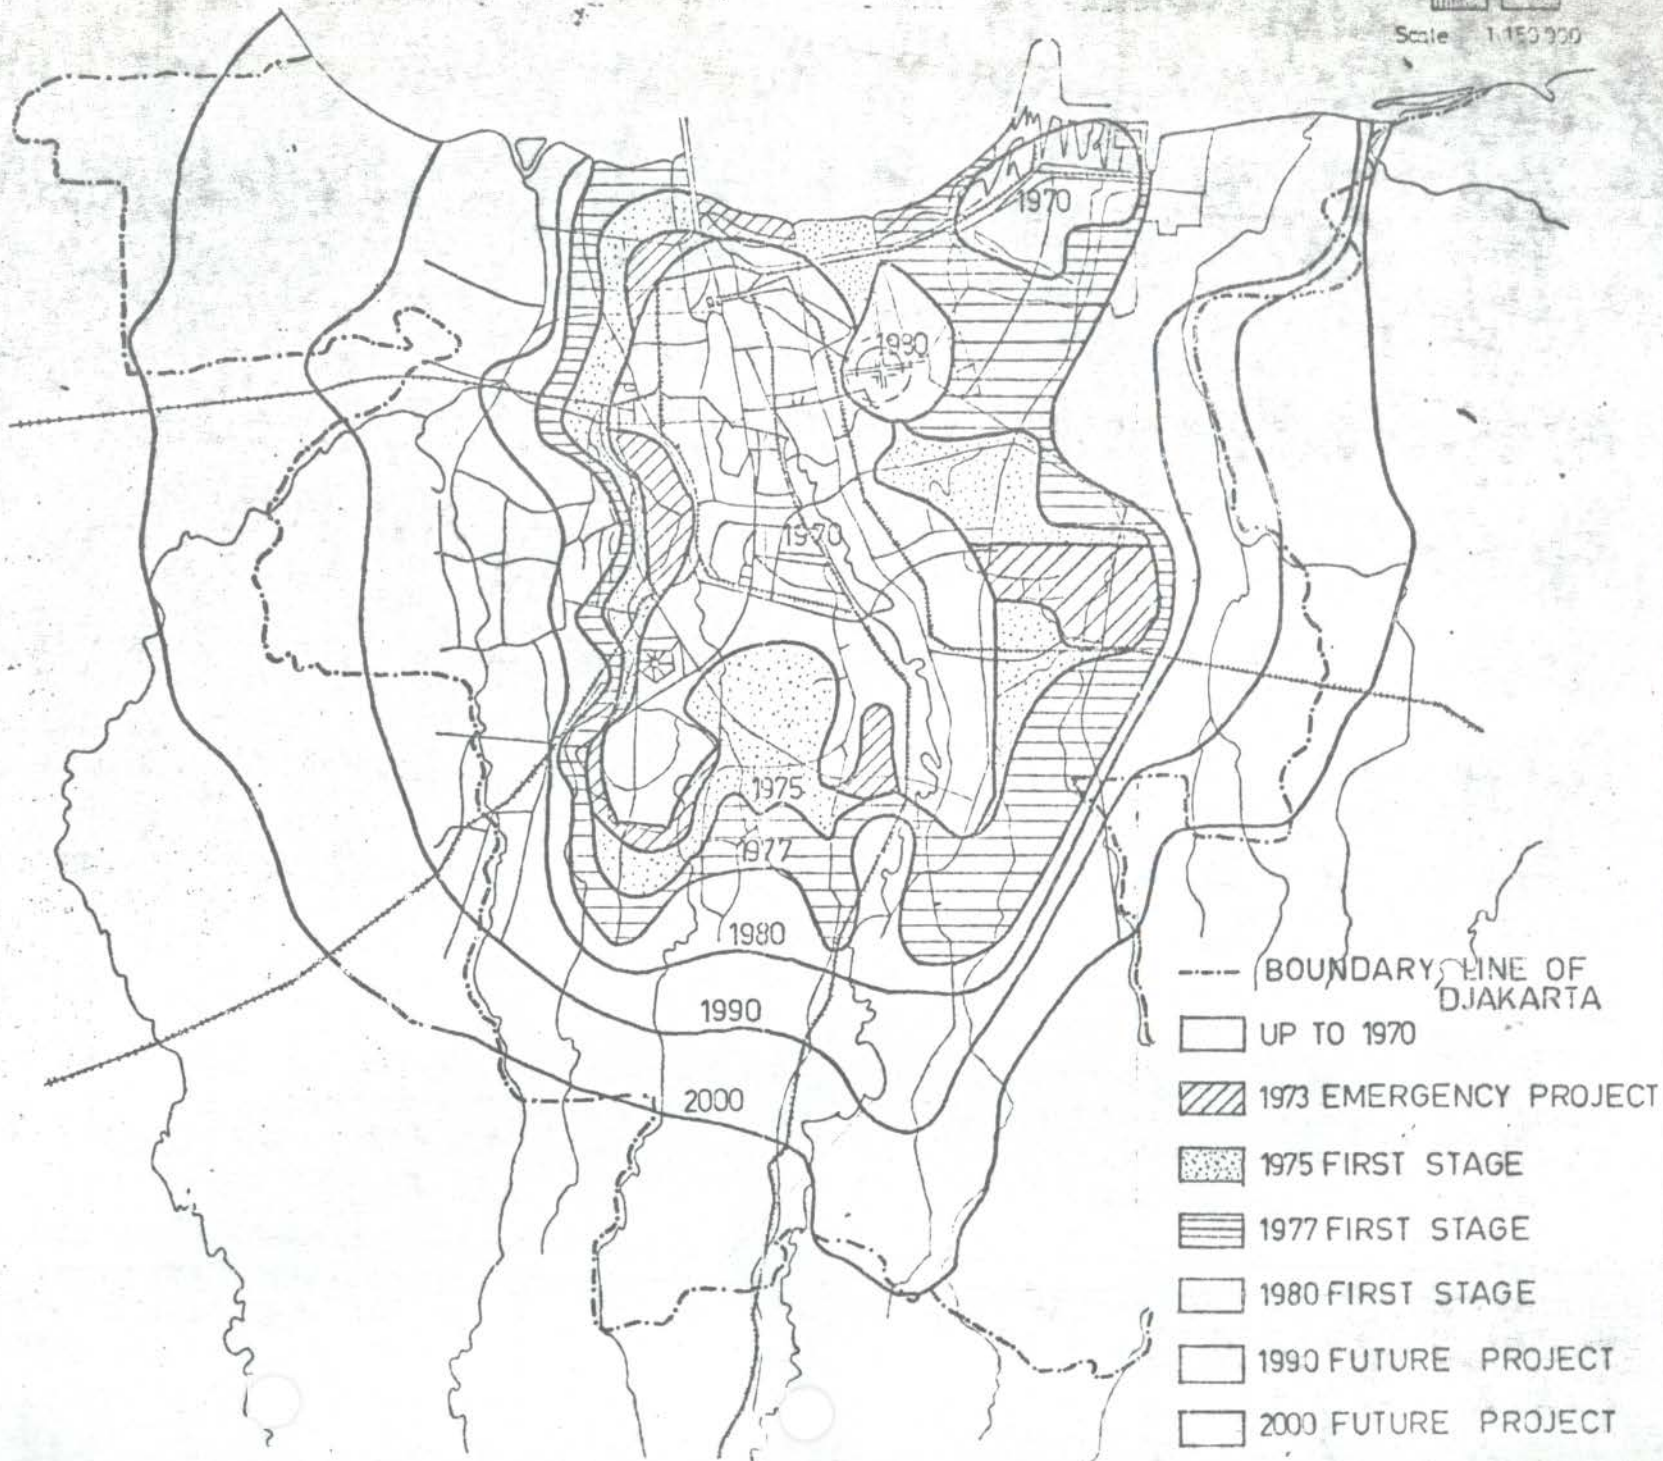 Scale 1:150 000
1970
1980
1970
1975
1977
1980
1990
2000
BOUNDARY LINE OF
DJAKARTA
UP TO 1970
1973 EMERGENCY PROJECT
1975 FIRST STAGE
1977 FIRST STAGE
1980 FIRST STAGE
1990 FUTURE PROJECT
2000 FUTURE PROJECT